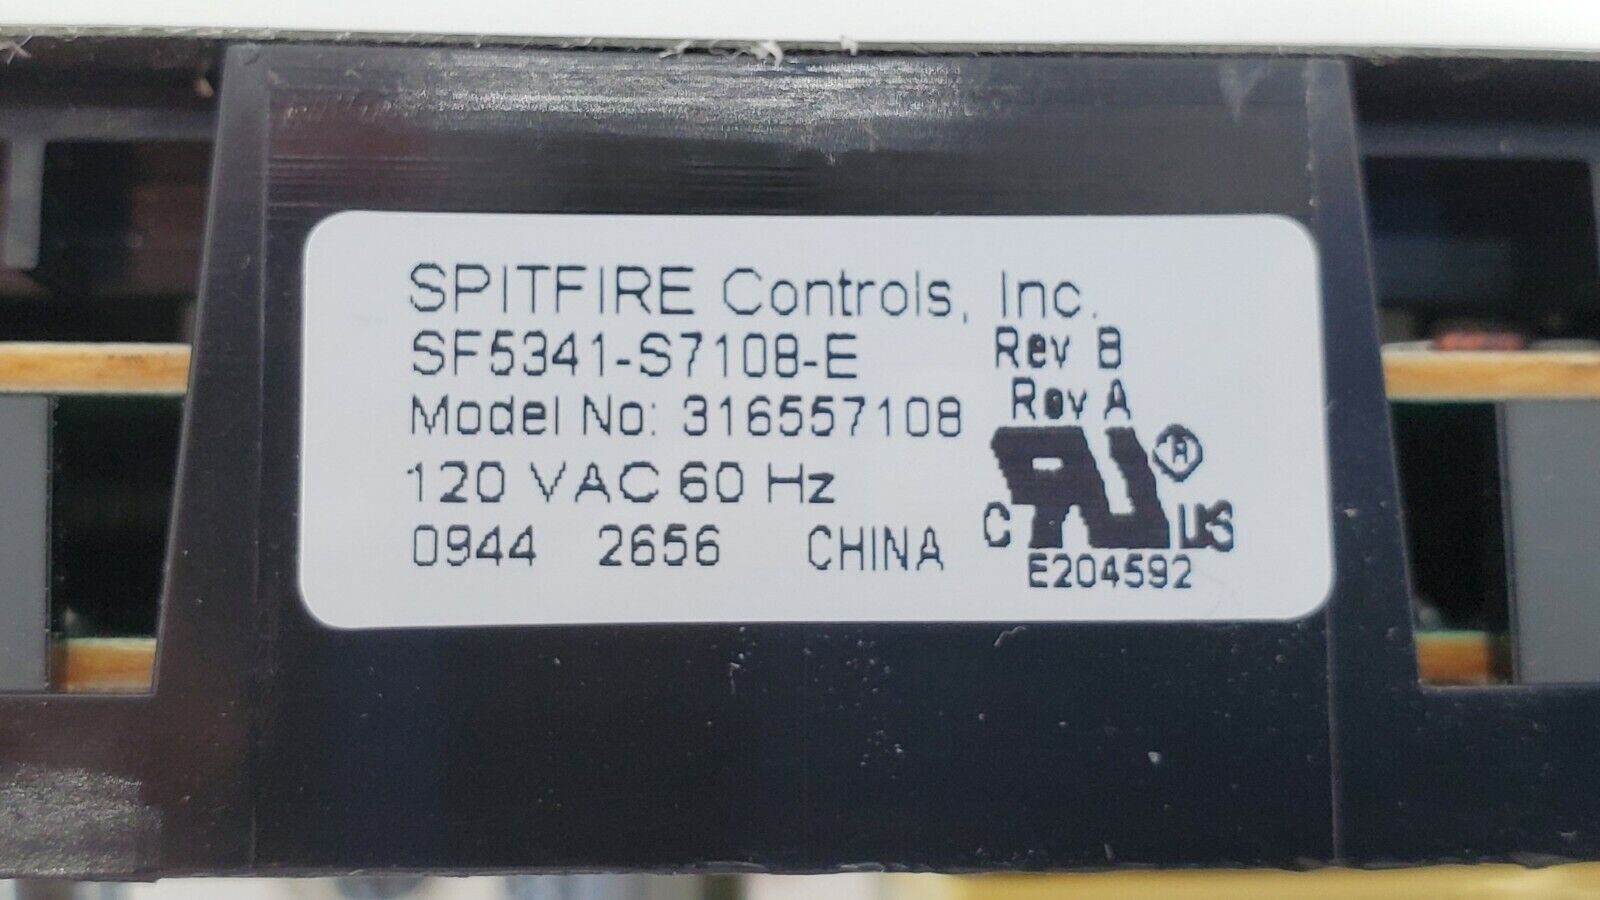 SPITFIRE Controls, Inc.
SF5341-S7108-E Rev B
Rev A
Model No: 316557108
120 VAC 60 Hz
C RU US ®
0944 2656 CHINA
E204592